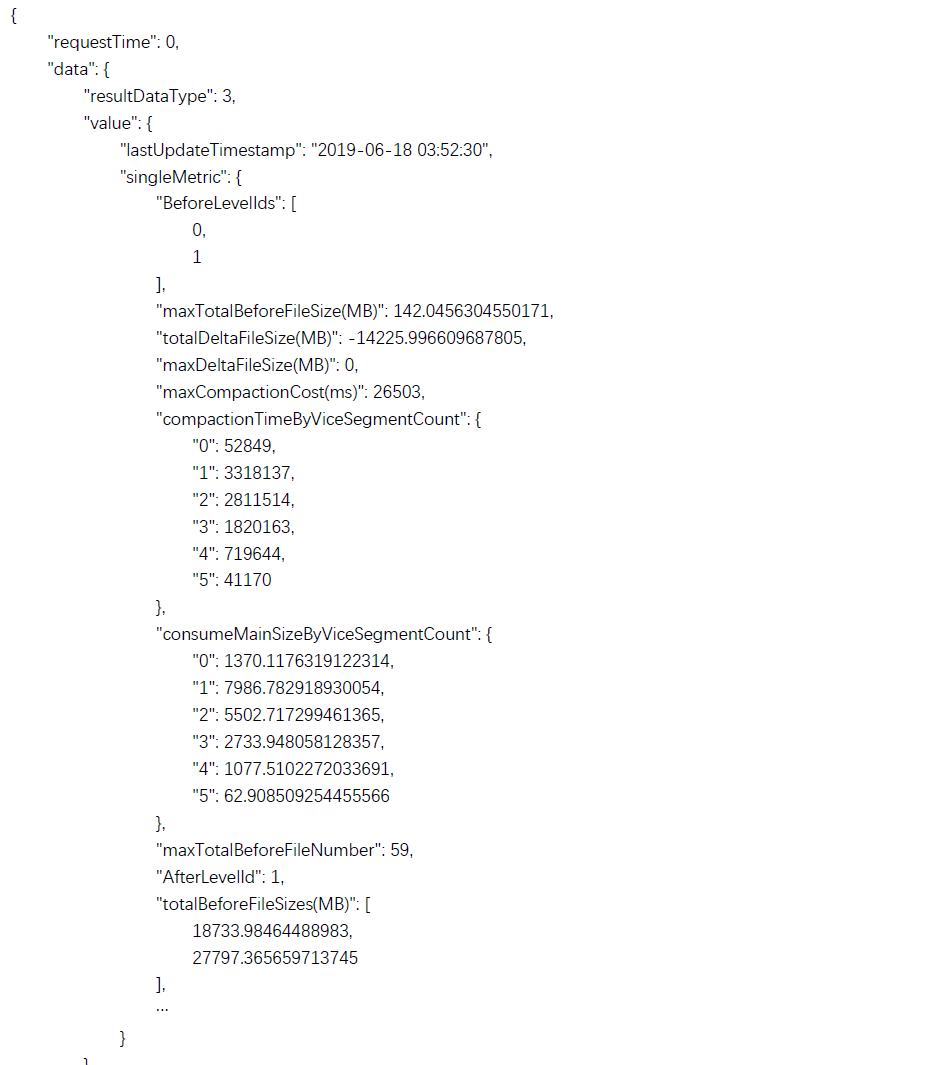 {
"requestTime": 0,
"data": {
"resultDataType": 3,
"value": {
"lastUpdateTimestamp": "2019-06-18 03:52:30",
"singleMetric": {
"BeforeLevelIds": [
0,
1
],
"maxTotalBeforeFileSize(MB)": 142.0456304550171,
"totalDeltaFileSize(MB)": -14225.996609687805,
"maxDeltaFileSize(MB)": 0,
"maxCompactionCost(ms)": 26503,
"compactionTimeByViceSegmentCount": {
"0": 52849,
"1": 3318137,
"2": 2811514,
"3": 1820163,
"4": 719644,
"5": 41170
},
"consumeMainSizeByViceSegmentCount": {
"0": 1370.1176319122314,
"1": 7986.782918930054,
"2": 5502.717299461365,
"3": 2733.948058128357,
"4": 1077.5102272033691,
"5": 62.908509254455566
},
"maxTotalBeforeFileNumber": 59,
"AfterLevelId": 1,
"totalBeforeFileSizes(MB)": [
18733.98464488983,
27797.365659713745
],
...
}
}